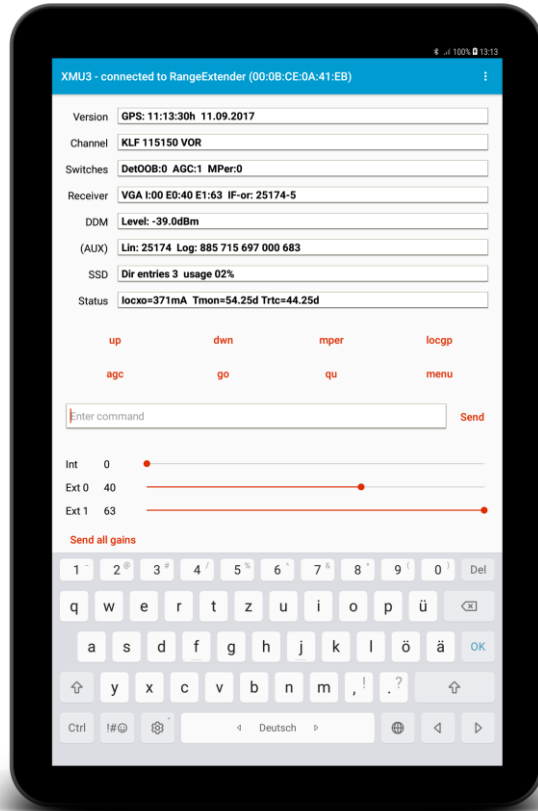 100% 13:13
XMU3 - connected to RangeExtender (00:0B:CE:0A:41:EB)
Version GPS: 11:13:30h 11.09.2017
Channel KLF 115150 VOR
Switches DetOOB:0 AGC:1 MPer:0
Receiver VGA I:00 E0:40 E1:63 IF-or: 25174-5
DDM Level: -39.0dBm
(AUX) Lin: 25174 Log: 885 715 697 000 683
SSD Dir entries 3 usage 02%
Status locxo=371mA Tmon=54.25d Trtc=44.25d
up dwn mper locgp
agc go qu menu
Enter command Send
Int 0
Ext 0 40
Ext 1 63
Send all gains
1 - 2 @ 3 # 4 / 5 % 6 ^ 7 & 8 * 9 ( 0 ) Del
q w e r t z u i o p ü
a s d f g h j k l ö ä OK
y x c v b n m , ! . ?
Ctrl !#☺ Deutsch